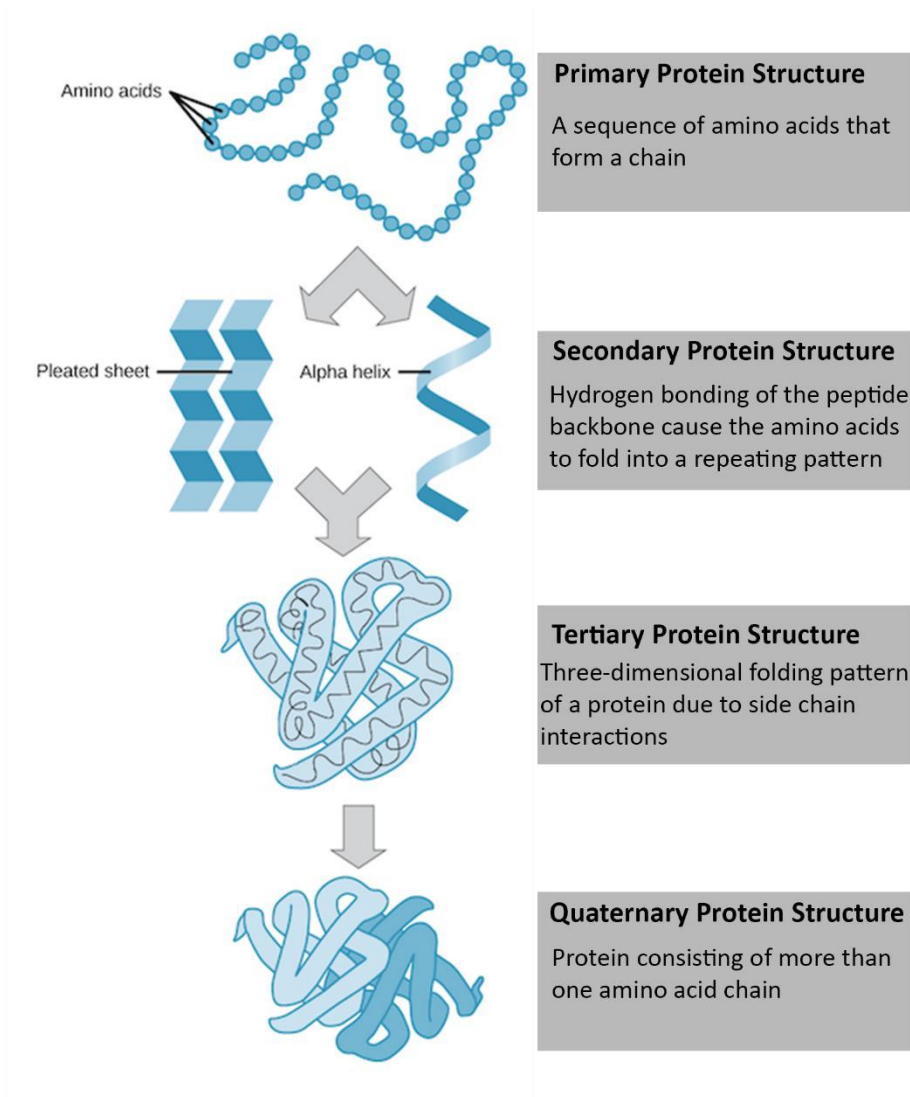 Amino acids
Primary Protein Structure
A sequence of amino acids that
form a chain
Pleated sheet
Alpha helix
Secondary Protein Structure
Hydrogen bonding of the peptide
backbone cause the amino acids
to fold into a repeating pattern
Tertiary Protein Structure
Three-dimensional folding pattern
of a protein due to side chain
interactions
Quaternary Protein Structure
Protein consisting of more than
one amino acid chain